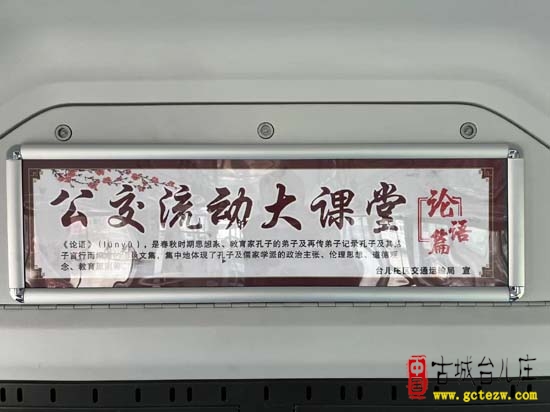 公交流动大课堂
论语篇
《论语》(lúnyǔ),是春秋时期思想家、教育家孔子的弟子及再传弟子记录孔子及其弟
子言行而编文集,集中地体现了孔子及儒家学派的政治主张、伦理思想、道德观
念、教育原则等
台儿庄区交通运输局 宣
中国
古城台儿庄
www.gctezw.com